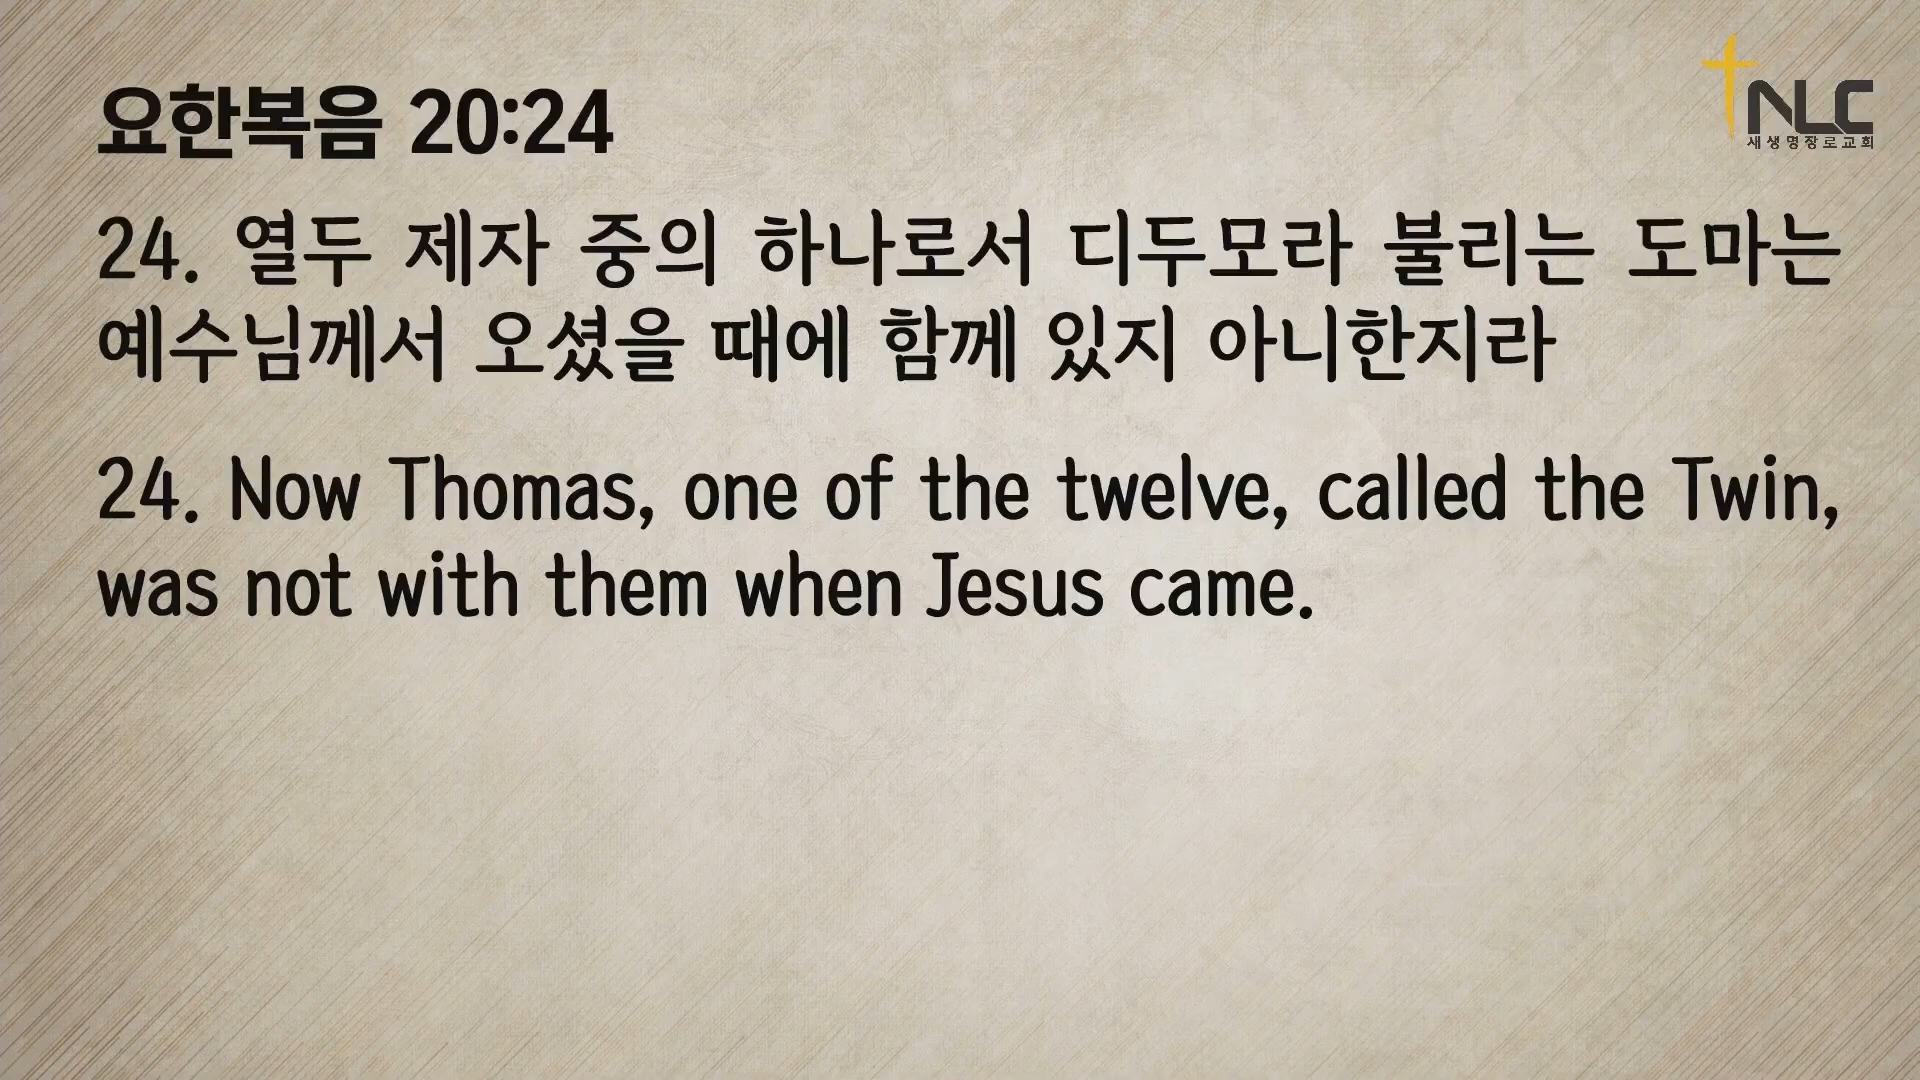 요한복음 20:24
NLC
새생명장로교회
24. 열두 제자 중의 하나로서 디두모라 불리는 도마는
예수님께서 오셨을 때에 함께 있지 아니한지라
24. Now Thomas, one of the twelve, called the Twin,
was not with them when Jesus came.